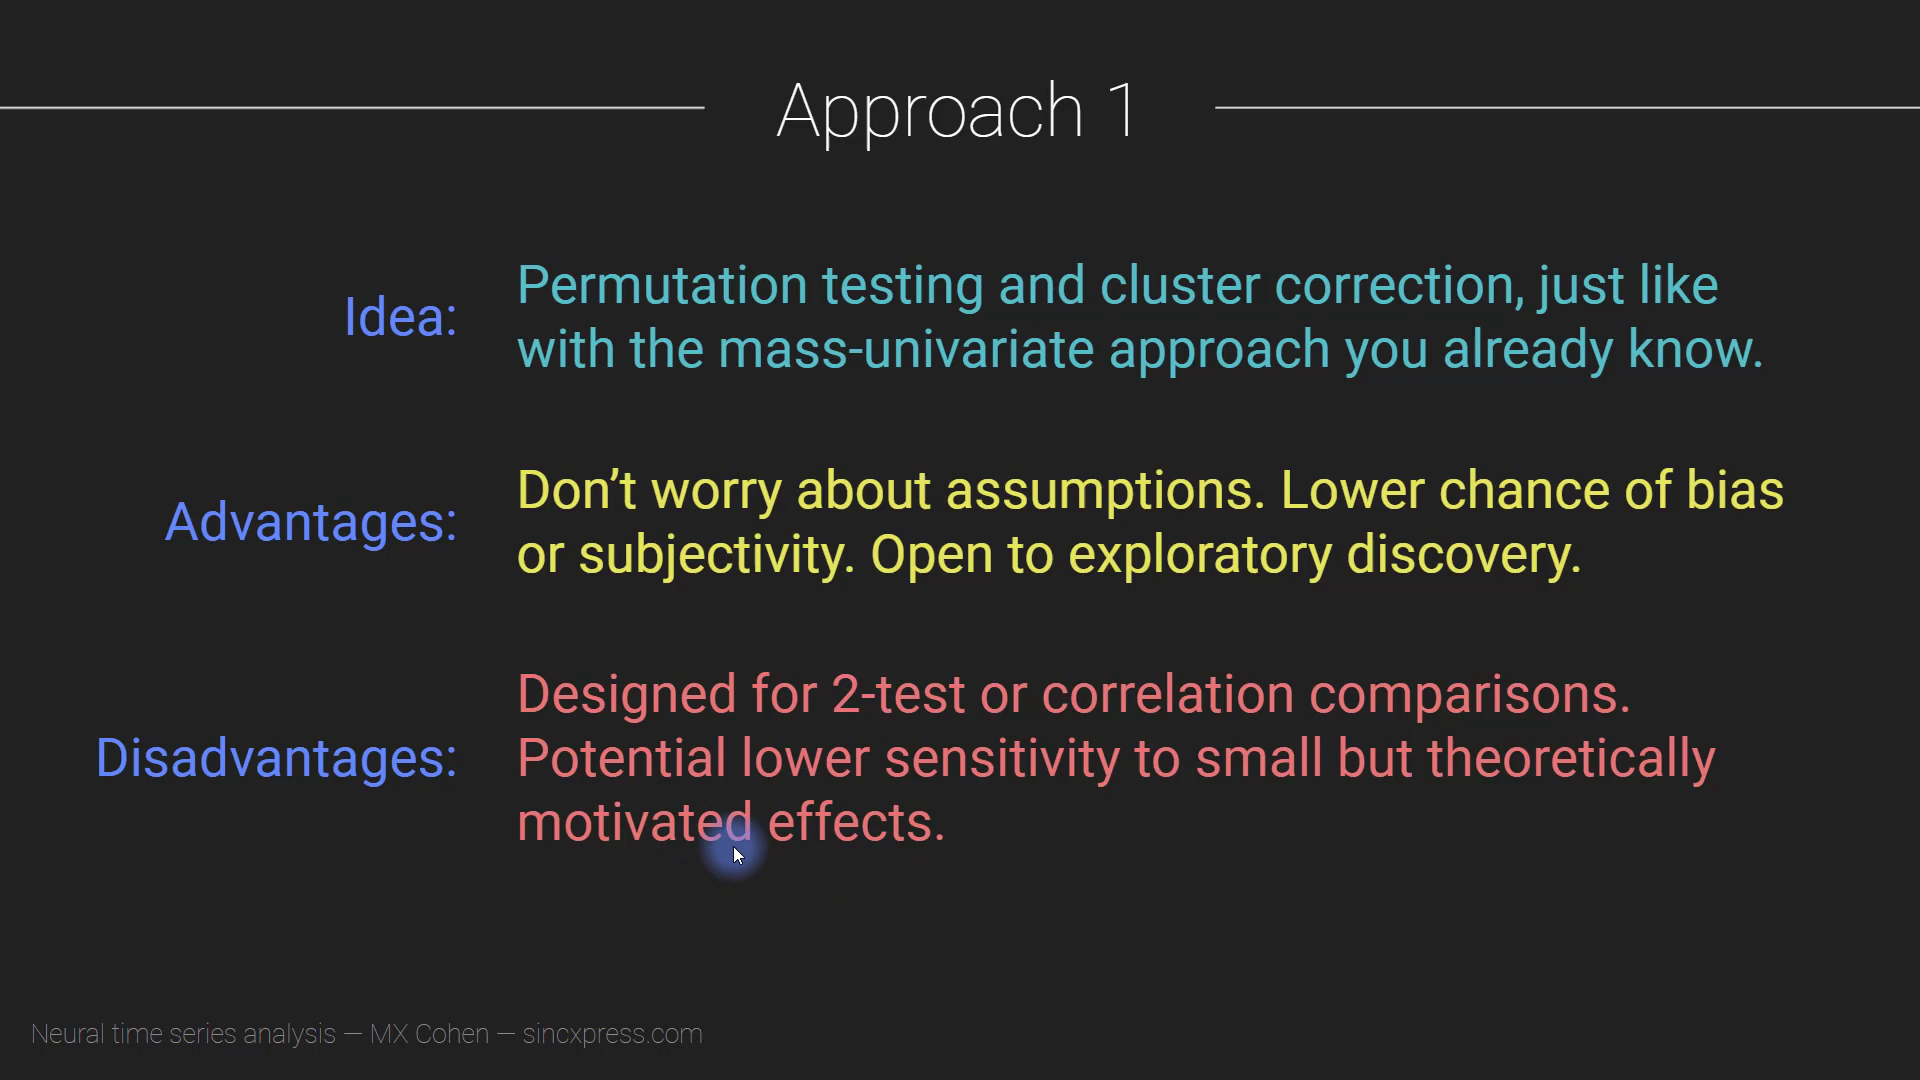 Approach 1
Idea:
Permutation testing and cluster correction, just like
with the mass-univariate approach you already know.
Advantages:
Don’t worry about assumptions. Lower chance of bias
or subjectivity. Open to exploratory discovery.
Disadvantages:
Designed for 2-test or correlation comparisons.
Potential lower sensitivity to small but theoretically
motivated effects.
Neural time series analysis — MX Cohen — sincxpress.com